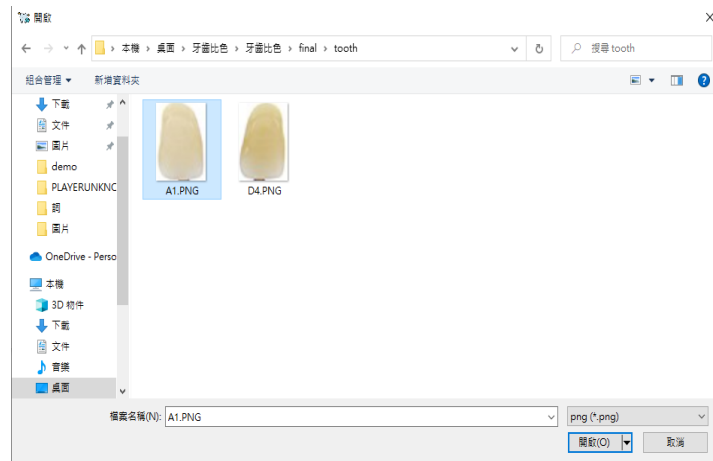 開啟
本機 › 桌面 › 牙齒比色 › 牙齒比色 › final › tooth
搜尋 tooth
組合管理 新增資料夾
下載
文件
圖片
demo
PLAYERUNKNC
詞
圖片
OneDrive - Perso
本機
3D 物件
下載
文件
音樂
桌面
A1.PNG D4.PNG
檔案名稱(N): A1.PNG
png (*.png)
開啟(O) 取消